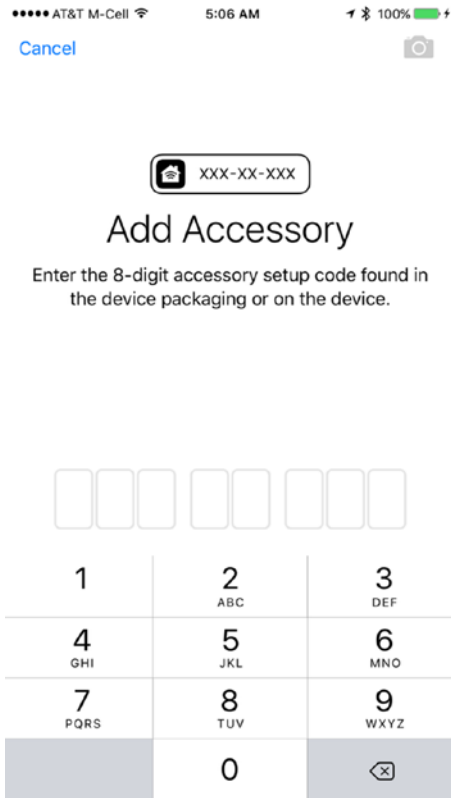 AT&T M-Cell 5:06 AM 100%
Cancel
XXX-XX-XXX
Add Accessory
Enter the 8-digit accessory setup code found in
the device packaging or on the device.
1 2 3
ABC DEF
4 5 6
GHI JKL MNO
7 8 9
PQRS TUV WXYZ
0